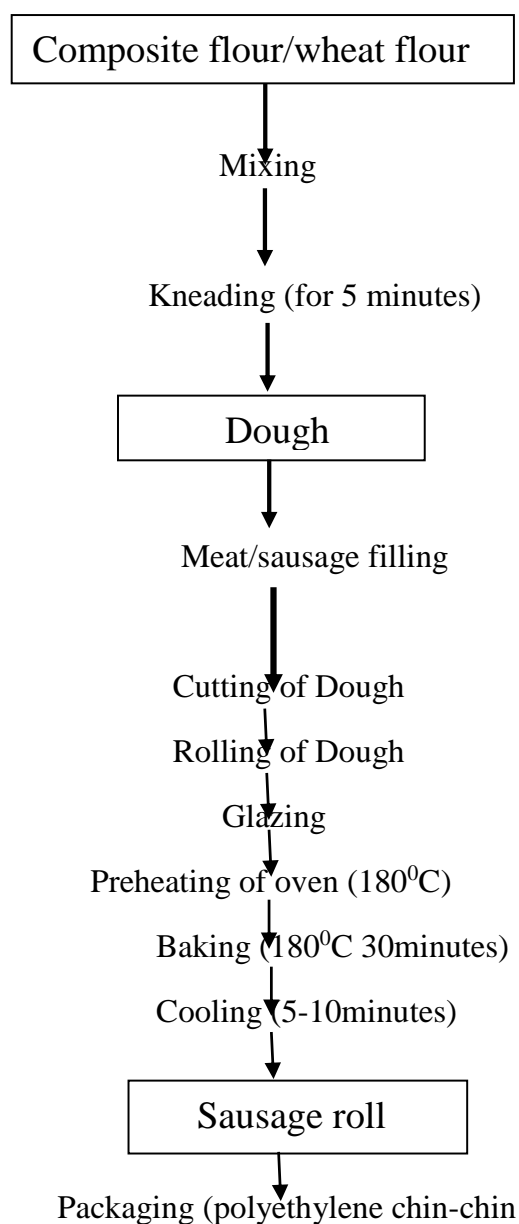 Composite flour/wheat flour
Mixing
Kneading (for 5 minutes)
Dough
Meat/sausage filling
Cutting of Dough
Rolling of Dough
Glazing
Preheating of oven (180⁰C)
Baking (180⁰C 30minutes)
Cooling (5-10minutes)
Sausage roll
Packaging (polyethylene chin-chin